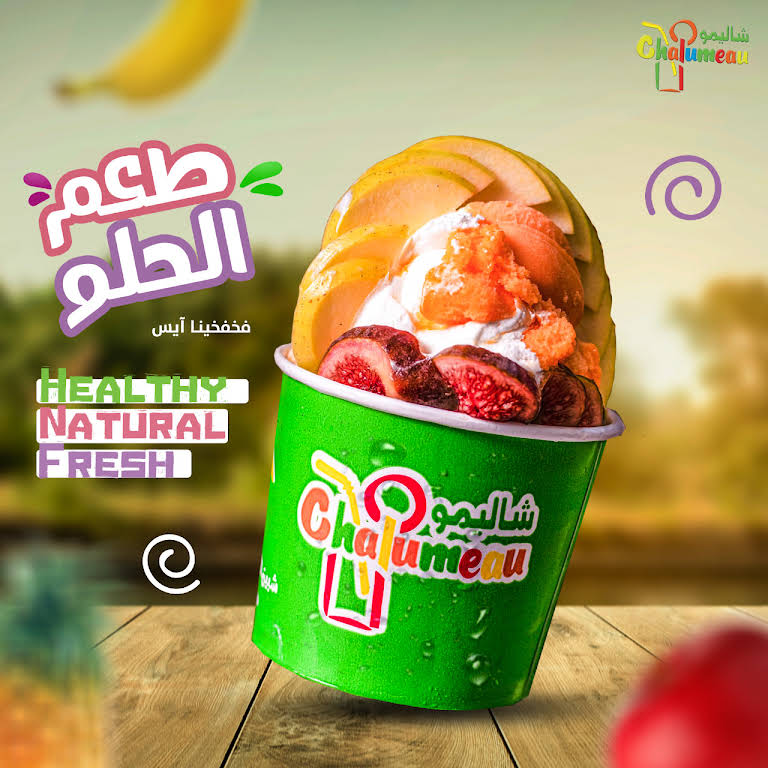 شاليمو
Chalumeau
طعم
الحلو
فخفخينا آيس
HEALTHY
NATURAL
FRESH
شاليمو
Chalumeau